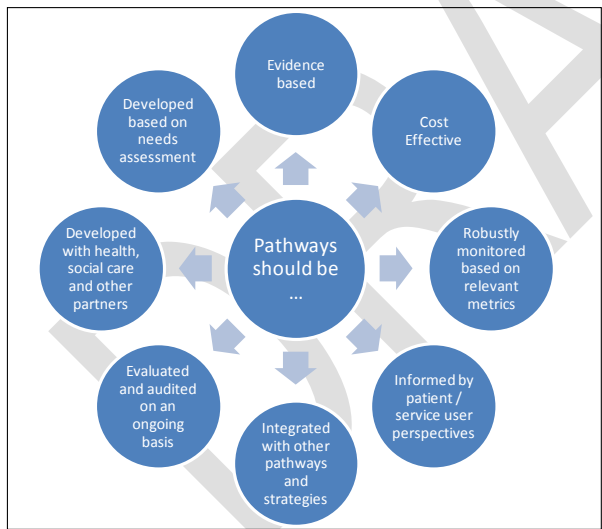 Evidence
based
Cost
Effective
Robustly
monitored
based on
relevant
metrics
Informed by
patient /
service user
perspectives
Integrated
with other
pathways
and
strategies
Evaluated
and audited
on an
ongoing
basis
Developed
with health,
social care
and other
partners
Developed
based on
needs
assessment
Pathways
should be
...